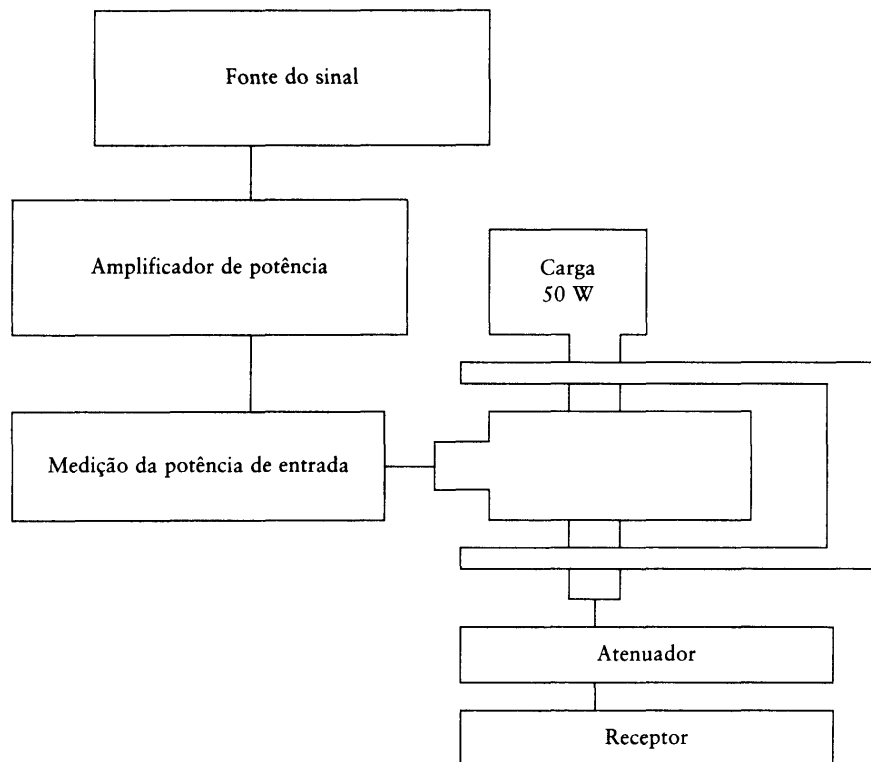 Fonte do sinal
Amplificador de potência
Carga
50 W
Medição da potência de entrada
Atenuador
Receptor